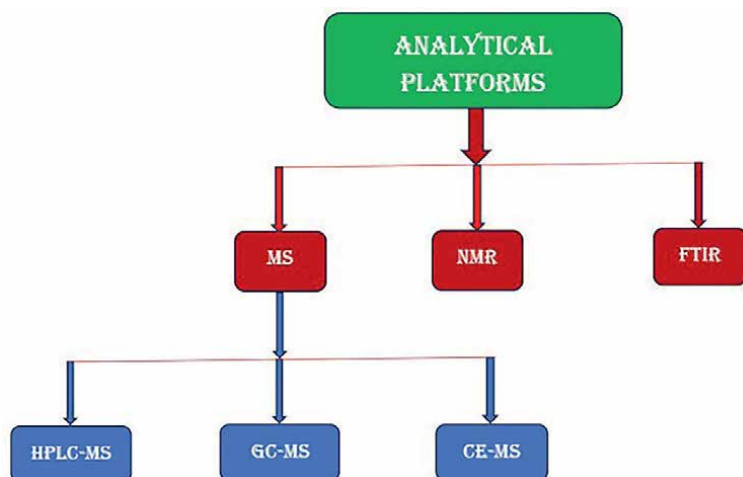 ANALYTICAL
PLATFORMS
MS
NMR
FTIR
HPLC-MS
GC-MS
CE-MS